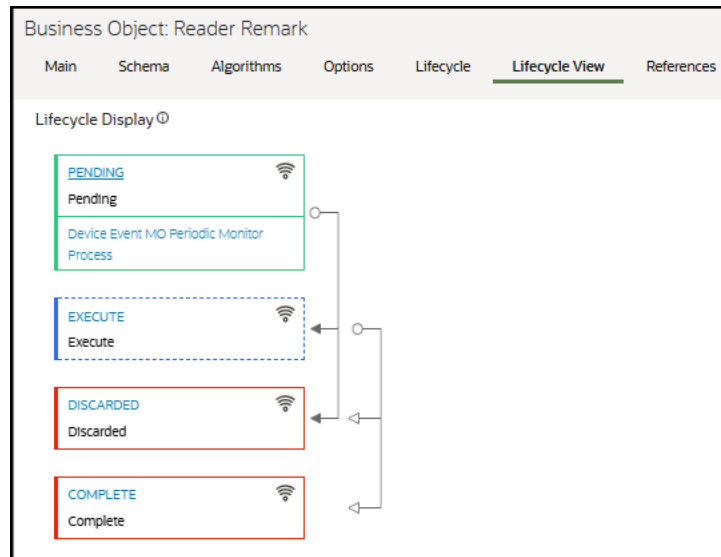 Business Object: Reader Remark
Main Schema Algorithms Options Lifecycle Lifecycle View References
Lifecycle Display
PENDING
Pending
Device Event MO Periodic Monitor
Process
EXECUTE
Execute
DISCARDED
Discarded
COMPLETE
Complete